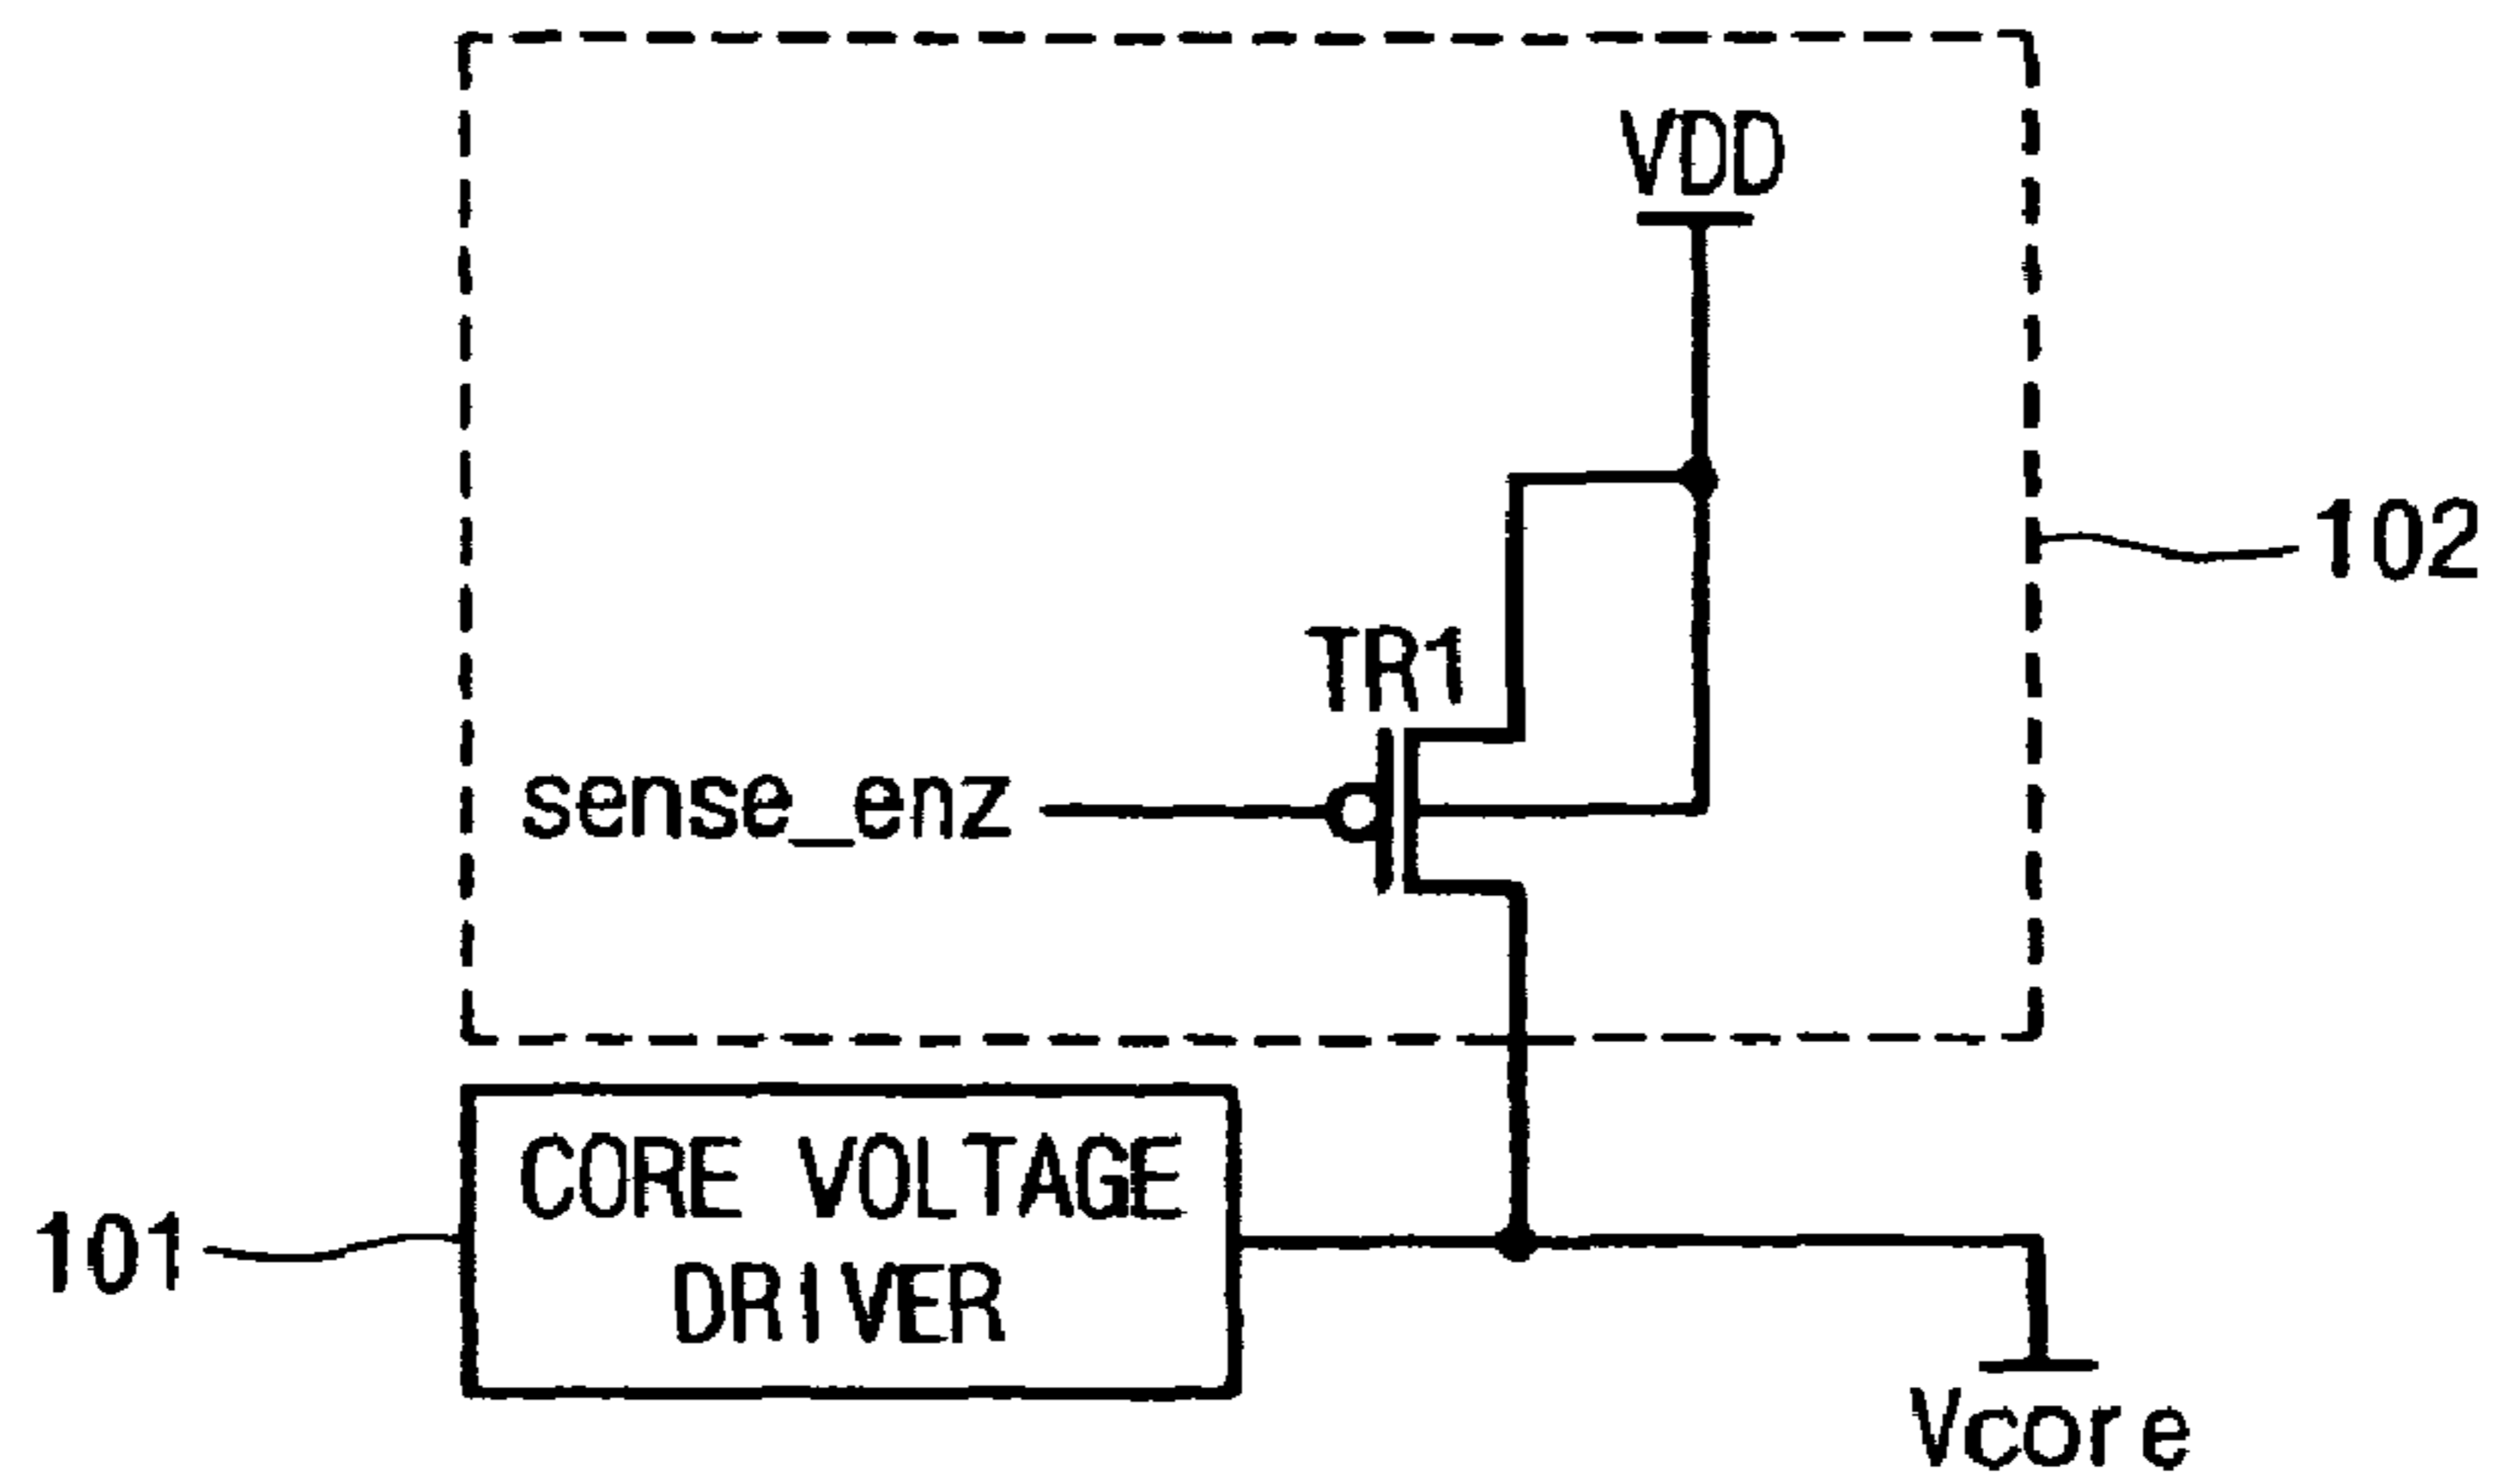 VDD
102
TR1
sense_enz
CORE VOLTAGE
DRIVER
101
Vcore